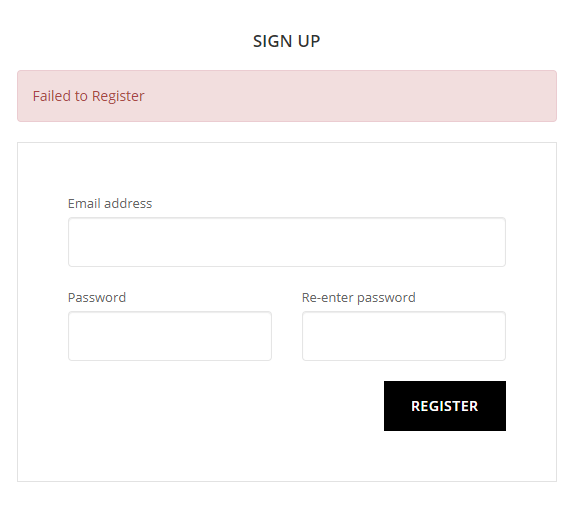 SIGN UP
Failed to Register
Email address
Password Re-enter password
REGISTER